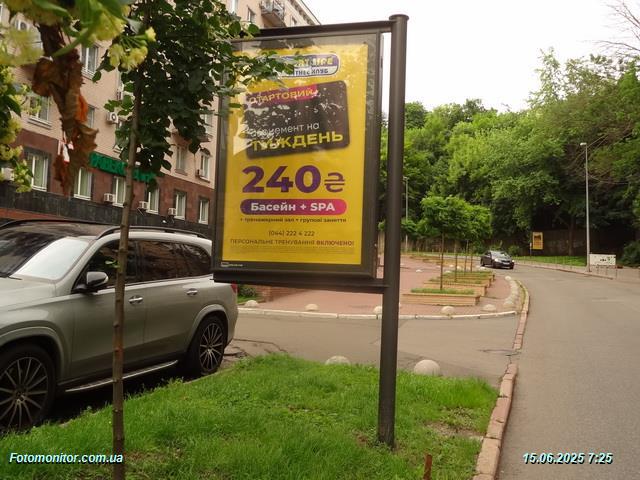 СТАРТОВИЙ
на
ТИЖДЕНЬ
240₴
Басейн + SPA
+ тренажерний зал + групові заняття
(044) 222 4 222
ПЕРСОНАЛЬНЕ ТРЕНУВАННЯ ВКЛЮЧЕНО!
Fotomonitor.com.ua
15.06.2025 7:25